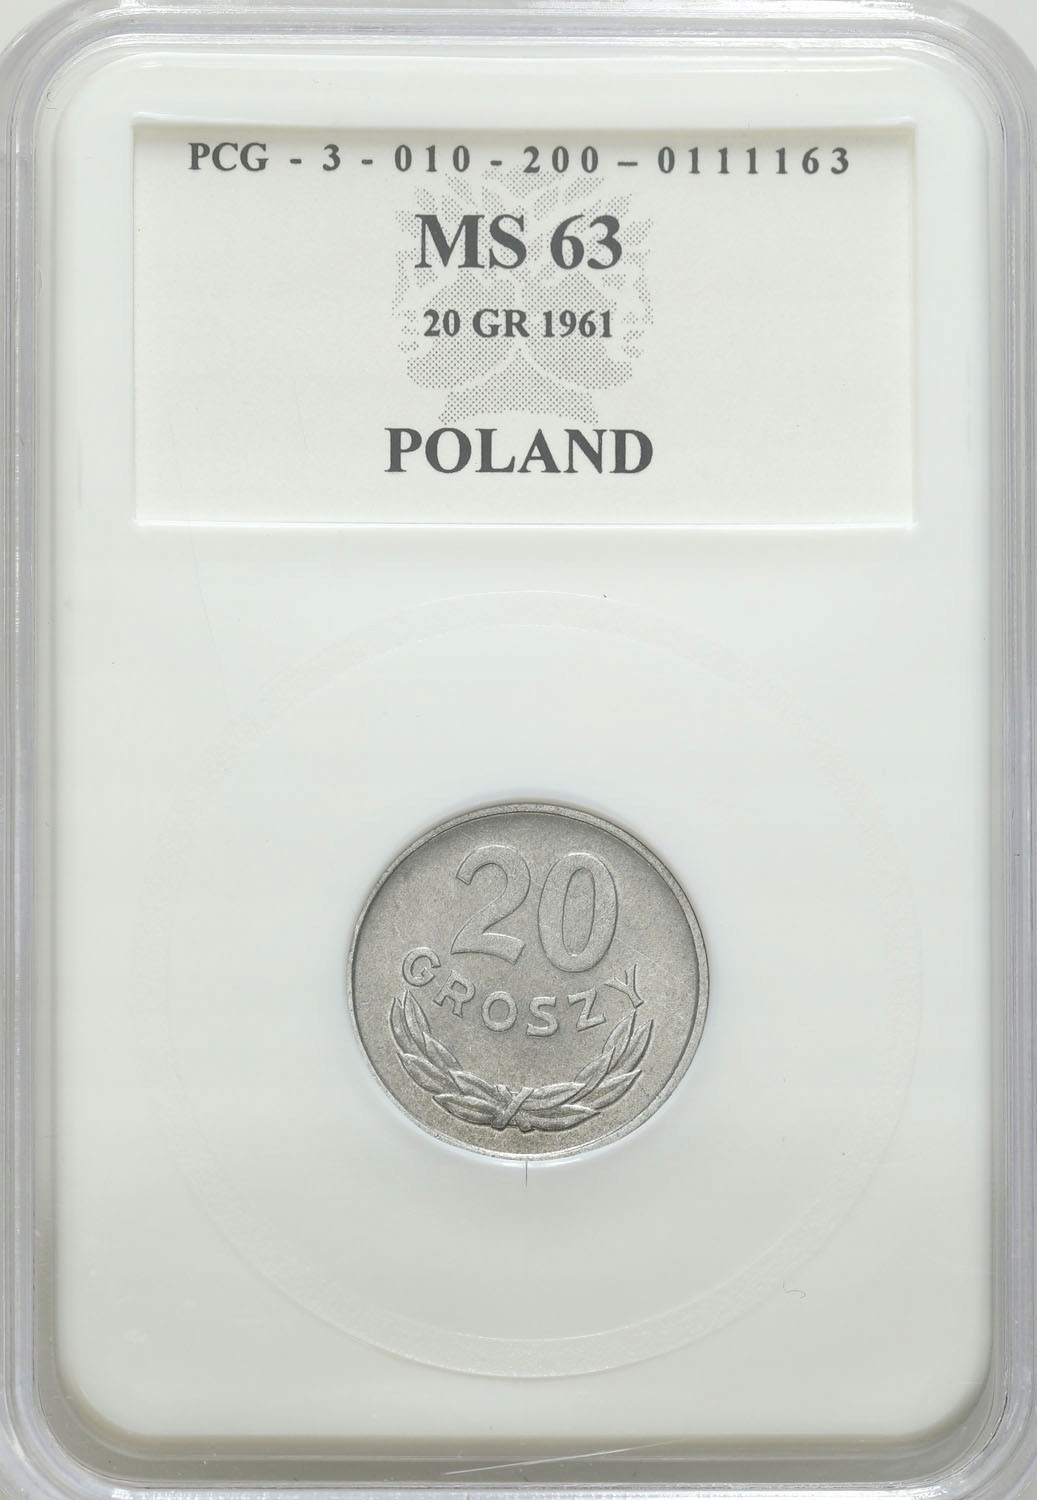 PCG - 3 - 010 - 200 – 0111163
MS 63
20 GR 1961
POLAND
20
GROSZY